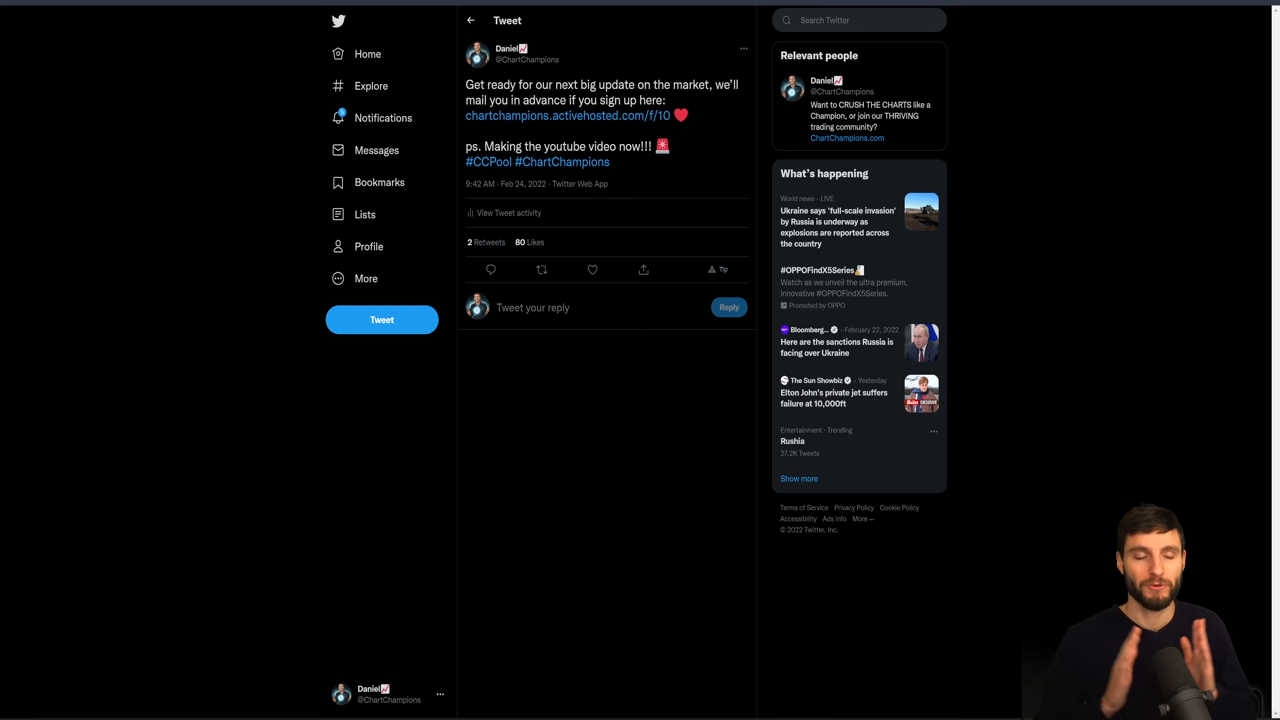 Home
Explore
6
Notifications
Messages
Bookmarks
Lists
Profile
More
Tweet
Daniel📈
@ChartChampions
Tweet
Daniel📈
@ChartChampions
Get ready for our next big update on the market, we'll
mail you in advance if you sign up here:
chartchampions.activehosted.com/f/10 ❤️
ps. Making the youtube video now!!! 🚨
#CCPool #ChartChampions
9:42 AM · Feb 24, 2022 · Twitter Web App
View Tweet activity
2 Retweets 80 Likes
Tip
Tweet your reply
Reply
Search Twitter
Relevant people
Daniel📈
@ChartChampions
Want to CRUSH THE CHARTS like a
Champion, or join our THRIVING
trading community?
ChartChampions.com
What's happening
World news · LIVE
Ukraine says 'full-scale invasion'
by Russia is underway as
explosions are reported across
the country
#OPPOFindX5Series
Watch as we unveil the ultra premium,
innovative #OPPOFindX5Series.
Promoted by OPPO
Bloomberg... · February 22, 2022
Here are the sanctions Russia is
facing over Ukraine
The Sun Showbiz · Yesterday
Elton John's private jet suffers
failure at 10,000ft
Entertainment · Trending
Rushia
27.2K Tweets
Show more
Terms of Service Privacy Policy Cookie Policy
Accessibility Ads info More ···
© 2022 Twitter, Inc.